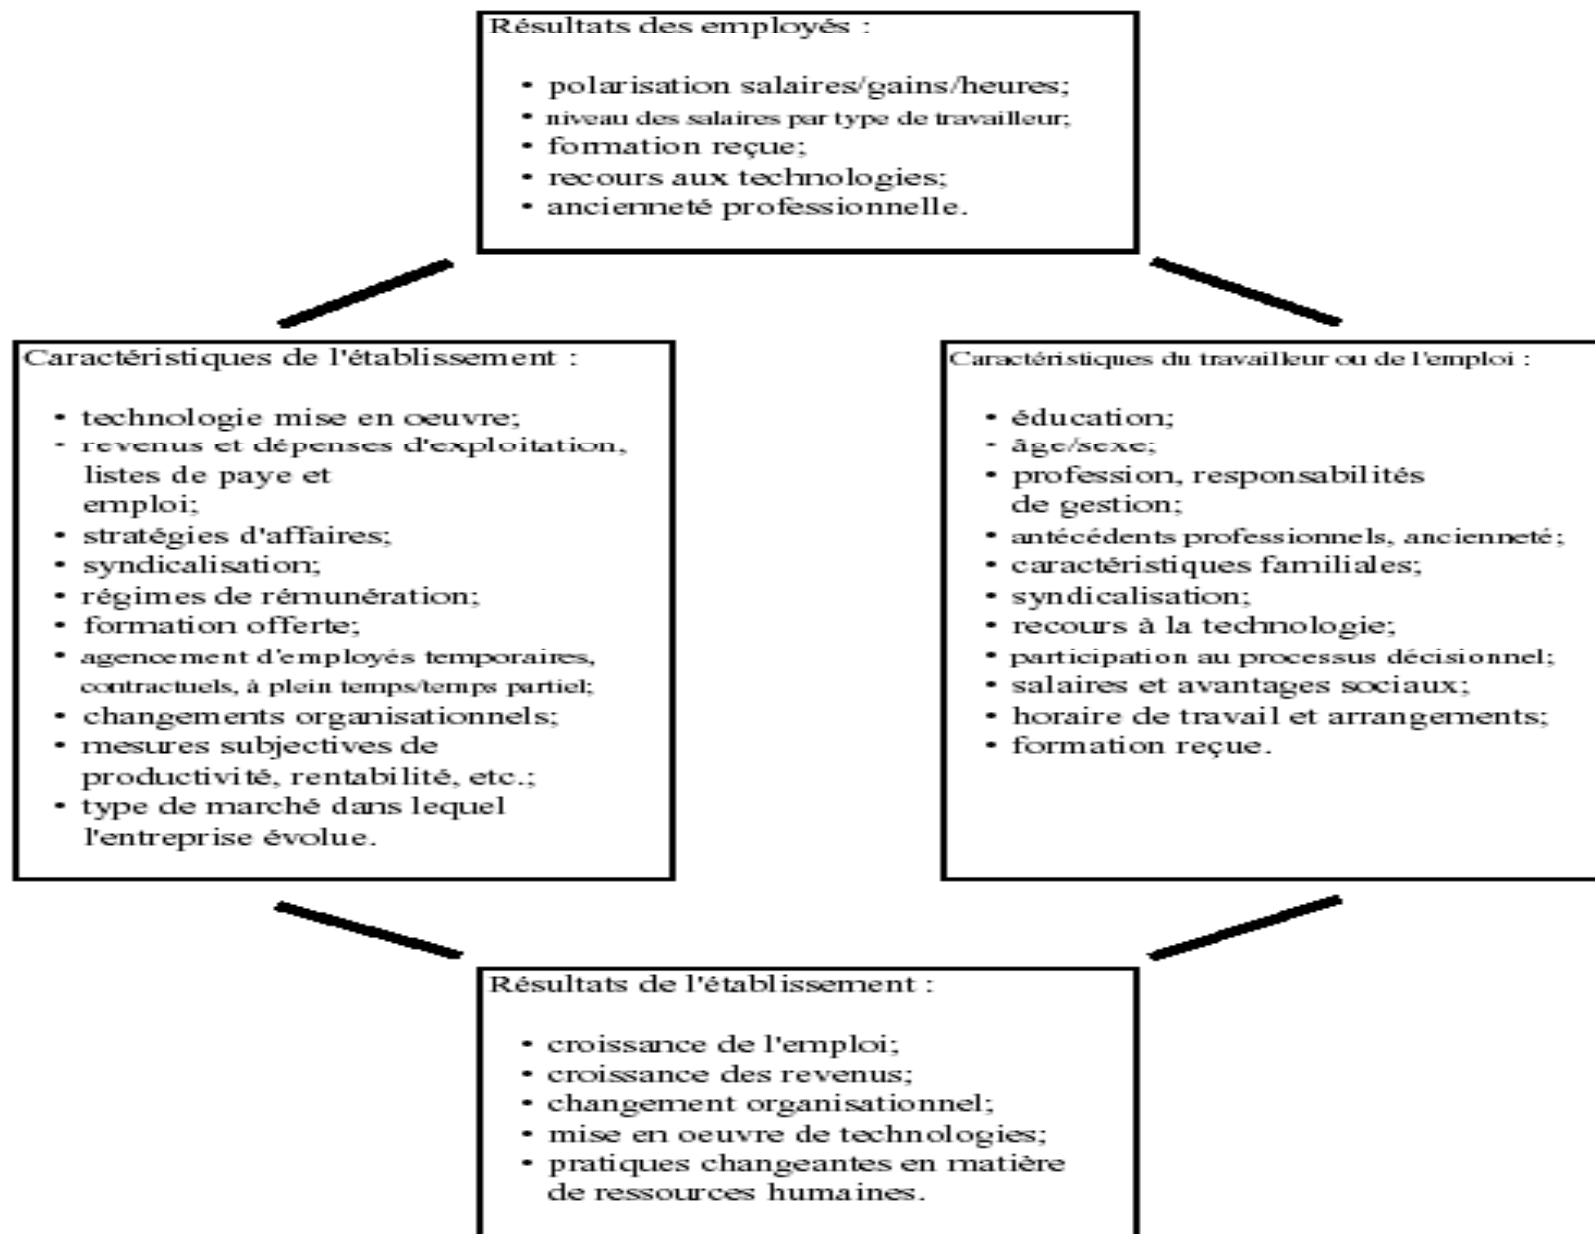 Résultats des employés :
• polarisation salaires/gains/heures;
• niveau des salaires par type de travailleur;
• formation reçue;
• recours aux technologies;
• ancienneté professionnelle.
Caractéristiques de l'établissement :
• technologie mise en oeuvre;
- revenus et dépenses d'exploitation,
listes de paye et
emploi;
• stratégies d'affaires;
• syndicalisation;
• régimes de rémunération;
• formation offerte;
• agencement d'employés temporaires,
contractuels, à plein temps/temps partiel;
• changements organisationnels;
• mesures subjectives de
productivité, rentabilité, etc.;
• type de marché dans lequel
l'entreprise évolue.
Caractéristiques du travailleur ou de l'emploi :
• éducation;
- âge/sexe;
• profession, responsabilités
de gestion;
• antécédents professionnels, ancienneté;
• caractéristiques familiales;
• syndicalisation;
• recours à la technologie;
• participation au processus décisionnel;
• salaires et avantages sociaux;
• horaire de travail et arrangements;
• formation reçue.
Résultats de l'établissement :
• croissance de l'emploi;
• croissance des revenus;
• changement organisationnel;
• mise en oeuvre de technologies;
• pratiques changeantes en matière
de ressources humaines.